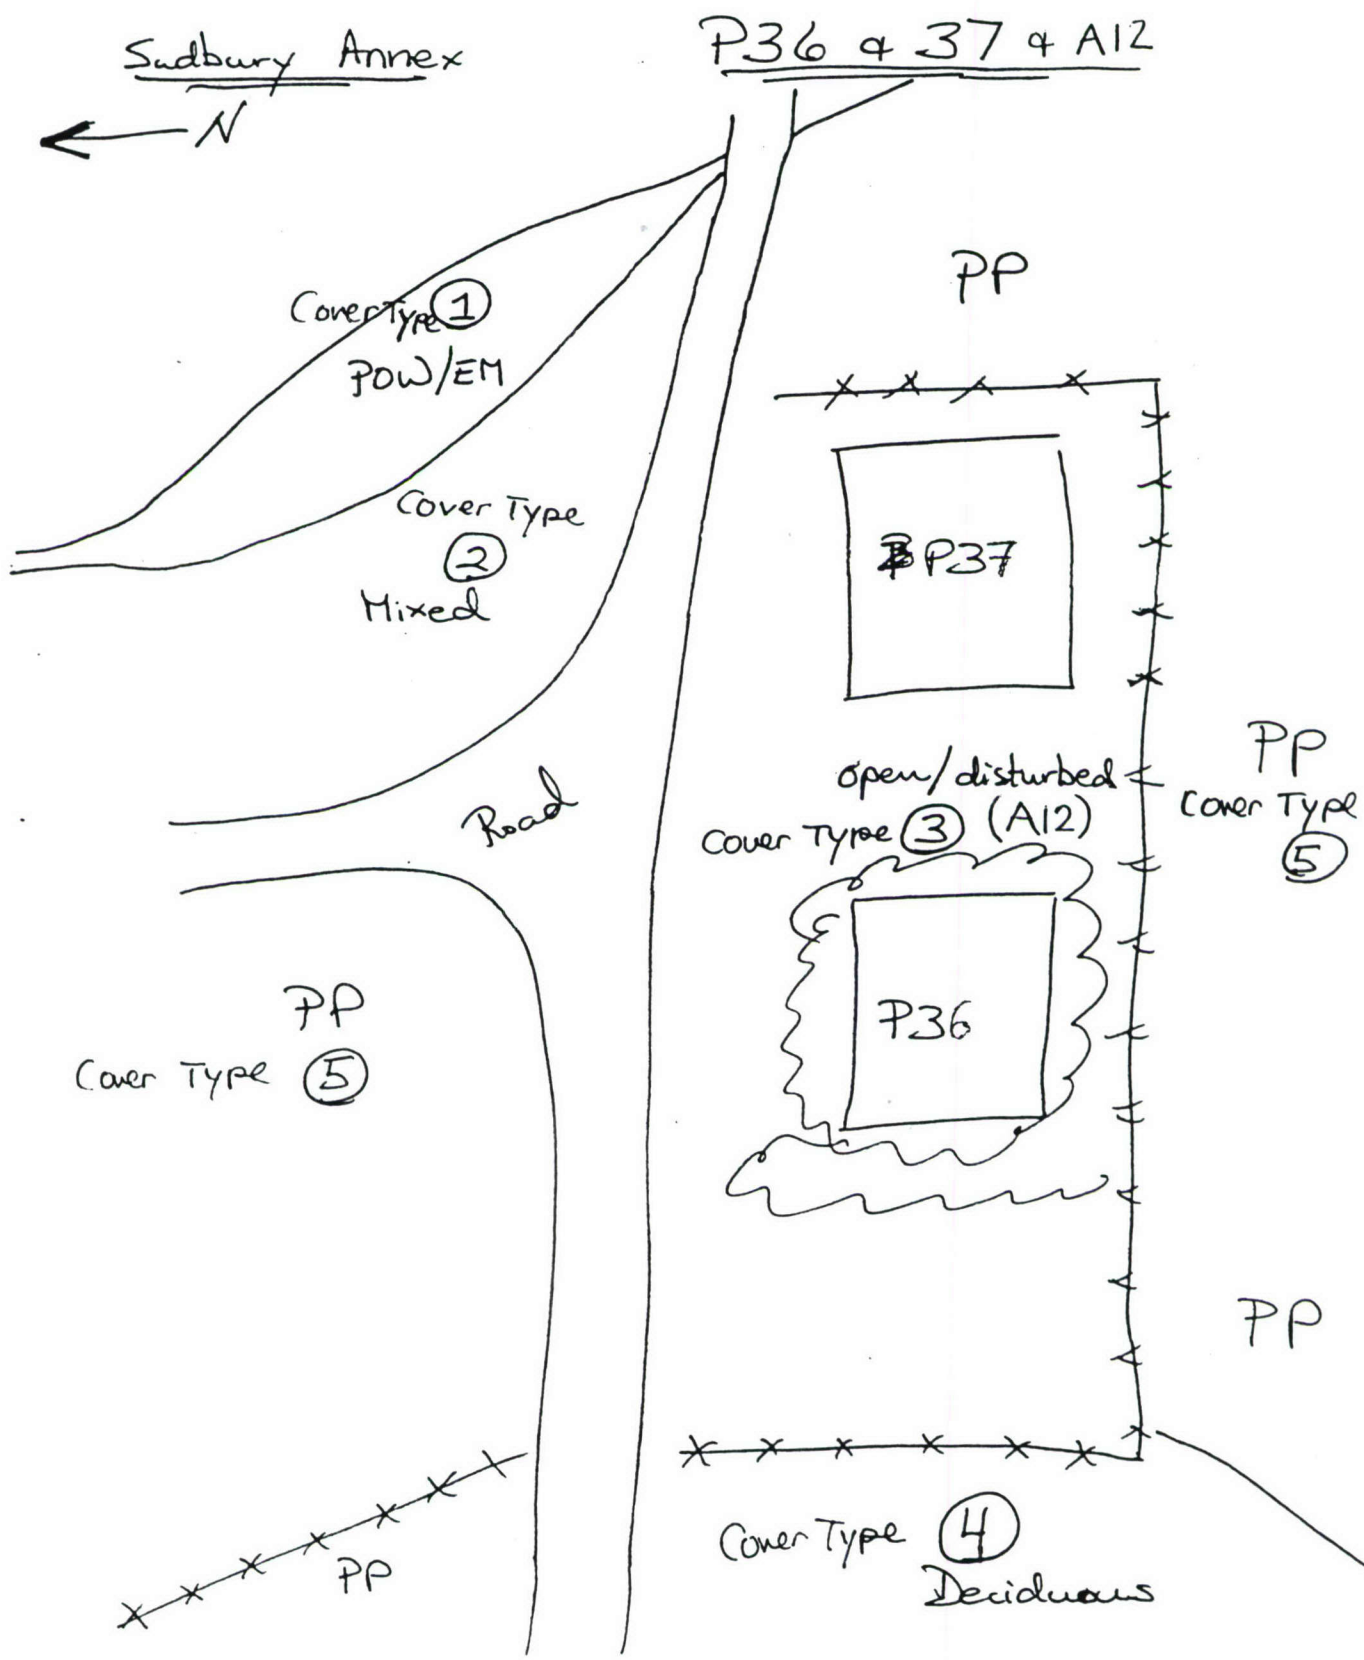 Sudbury Annex
P36 & 37 & A12
N
PP
Cover Type 1
POW/EM
Cover Type
2
Mixed
P37
PP
Cover Type
5
open/disturbed
Cover Type 3 (A12)
Road
P36
PP
Cover Type 5
PP
PP
Cover Type 4
Deciduous